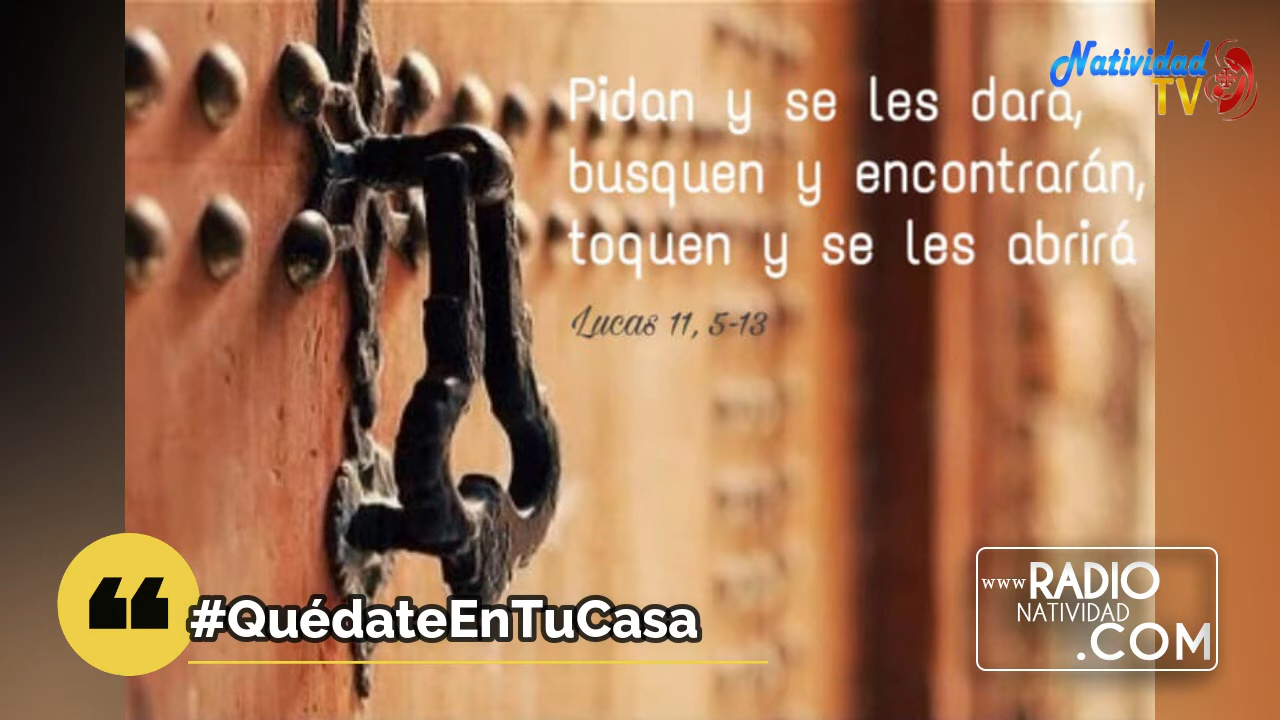 Natividad
TV
Pidan y se les dará,
busquen y encontrarán,
toquen y se les abrirá
Lucas 11, 5-13
#QuédateEnTuCasa
www RADIO
NATIVIDAD
.COM